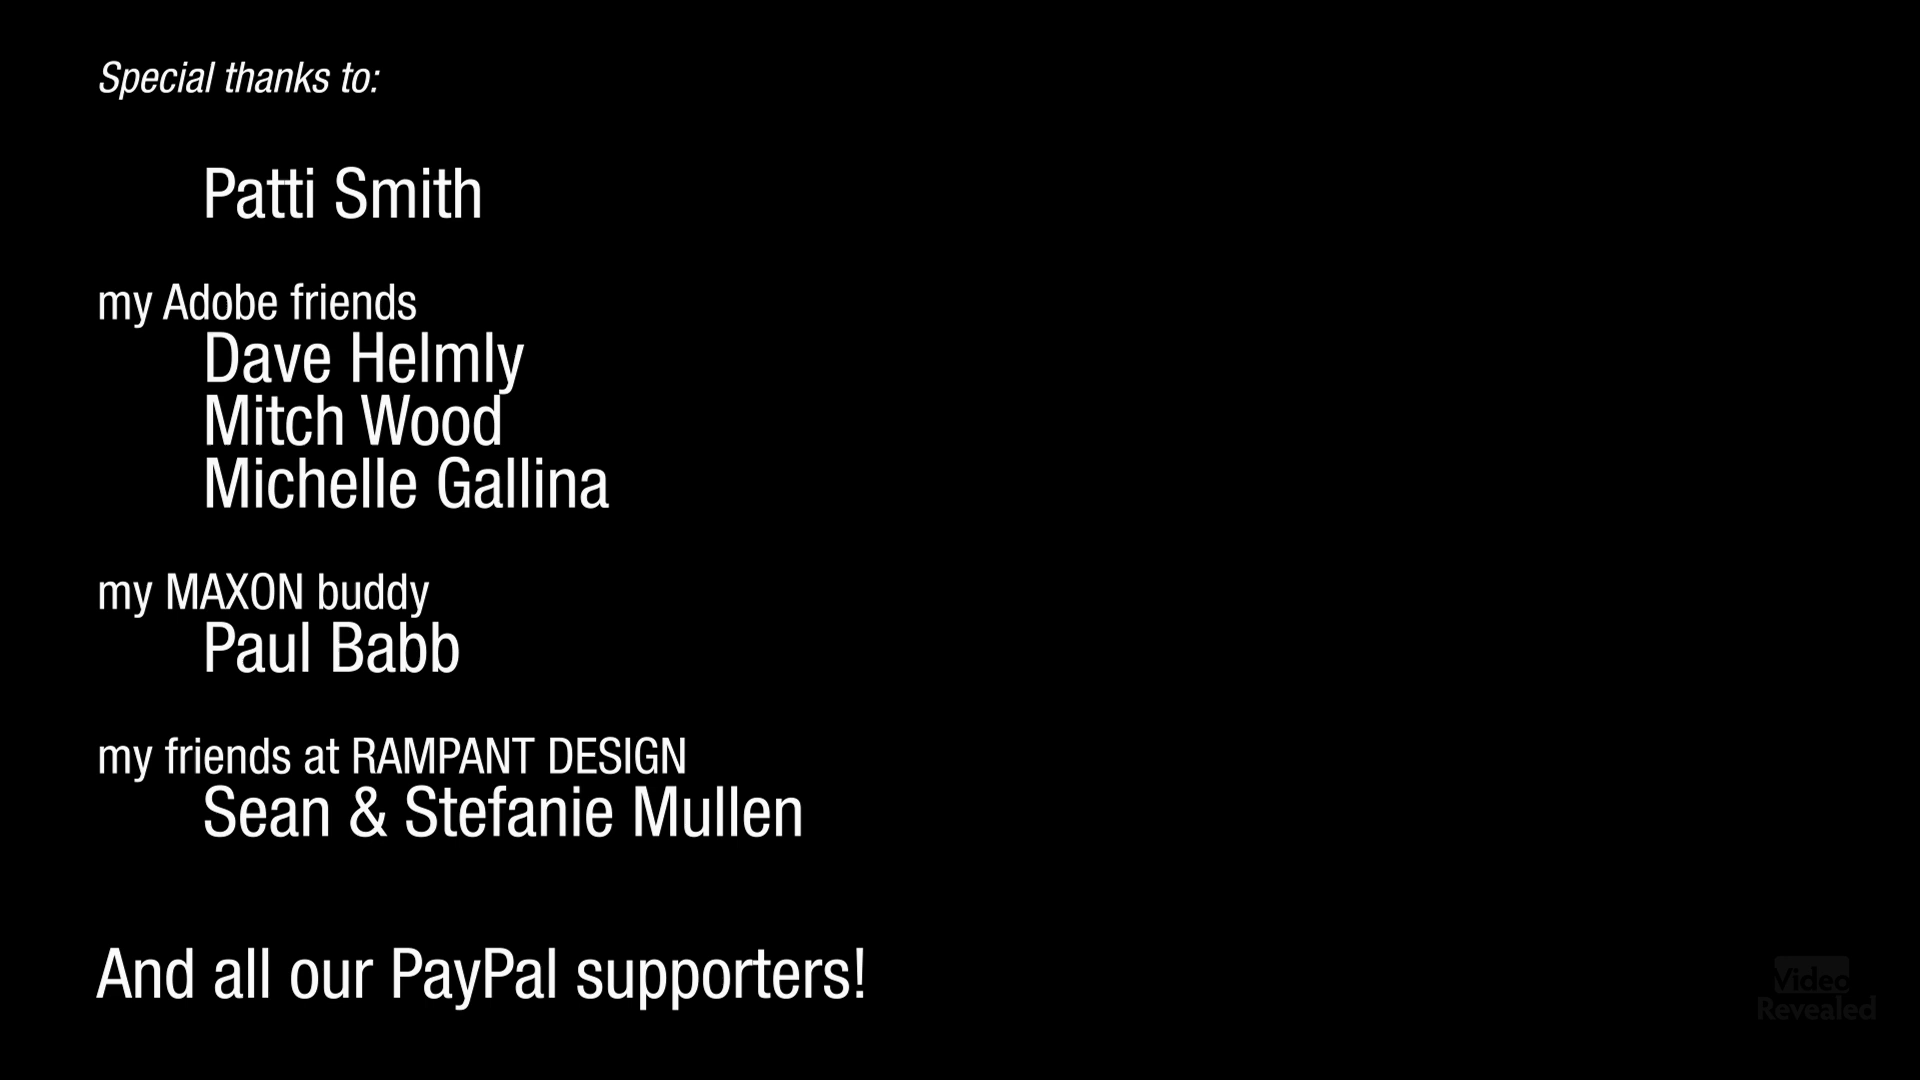 Special thanks to:
Patti Smith
my Adobe friends
Dave Helmly
Mitch Wood
Michelle Gallina
my MAXON buddy
Paul Babb
my friends at RAMPANT DESIGN
Sean & Stefanie Mullen
And all our PayPal supporters!
Video
Revealed